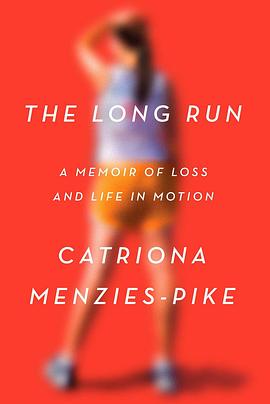 THE LONG RUN
A MEMOIR OF LOSS
AND LIFE IN MOTION
CATRIONA
MENZIES-PIKE